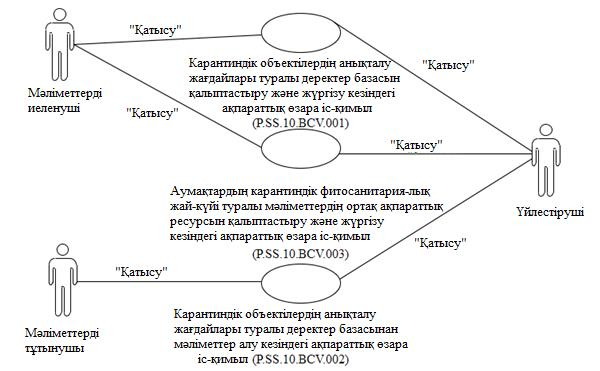 "Қатысу"
"Қатысу"
Мәліметтерді
иеленуші
Карантиндік объектілердің анықталу
жағдайлары туралы деректер базасын
қалыптастыру және жүргізу кезіндегі
ақпараттық өзара іс-қимыл
(P.SS.10.BCV.001)
"Қатысу"
"Қатысу"
Үйлестіруші
Аумақтардың карантиндік фитосанитария-лық
жай-күйі туралы мәліметтердің ортақ ақпараттық
ресурсын қалыптастыру және жүргізу
кезіндегі ақпараттық өзара іс-қимыл
(P.SS.10.BCV.003)
"Қатысу"
"Қатысу"
Мәліметтерді
тұтынушы
Карантиндік объектілердің анықталу
жағдайлары туралы деректер базасынан
мәліметтер алу кезіндегі ақпараттық өзара
іс-қимыл (P.SS.10.BCV.002)